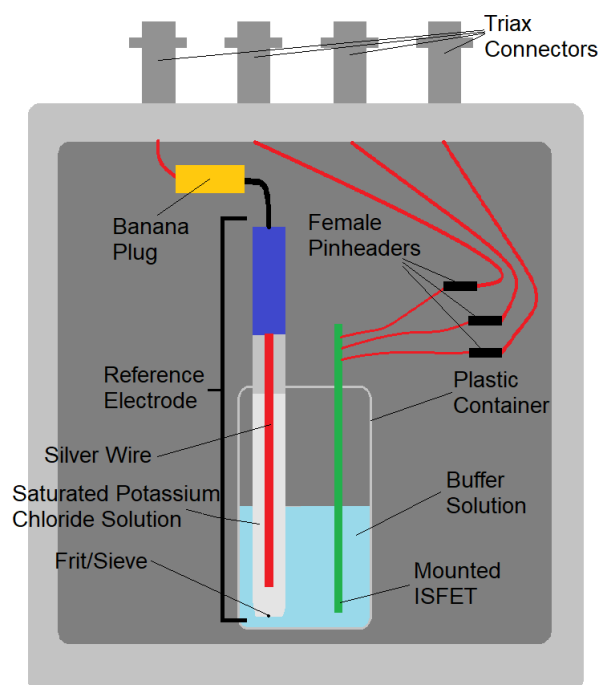 Triax
Connectors
Banana
Plug
Female
Pinheaders
Reference
Electrode
Plastic
Container
Silver Wire
Saturated Potassium
Chloride Solution
Buffer
Solution
Frit/Sieve
Mounted
ISFET